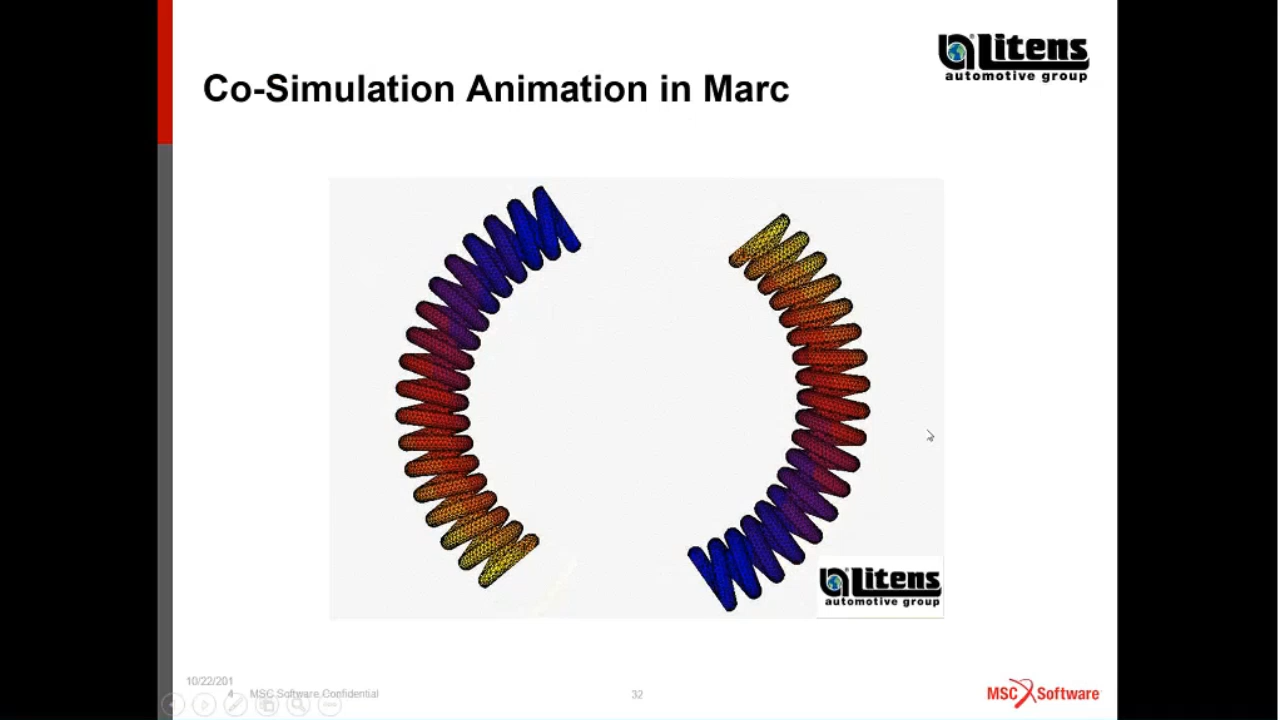 Litens
automotive group
Co-Simulation Animation in Marc
Litens
automotive group
10/22/201
4
MSC Software Confidential
32
MSC Software